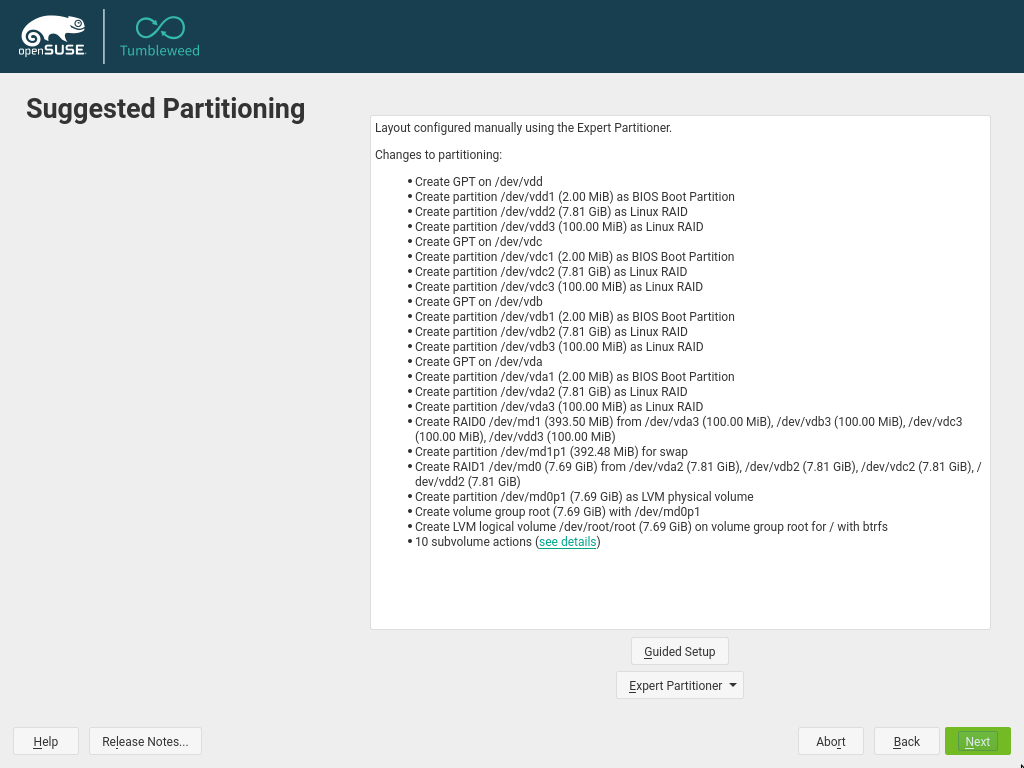 openSUSE
Tumbleweed
Suggested Partitioning
Layout configured manually using the Expert Partitioner.
Changes to partitioning:
• Create GPT on /dev/vdd
• Create partition /dev/vdd1 (2.00 MiB) as BIOS Boot Partition
• Create partition /dev/vdd2 (7.81 GiB) as Linux RAID
• Create partition /dev/vdd3 (100.00 MiB) as Linux RAID
• Create GPT on /dev/vdc
• Create partition /dev/vdc1 (2.00 MiB) as BIOS Boot Partition
• Create partition /dev/vdc2 (7.81 GiB) as Linux RAID
• Create partition /dev/vdc3 (100.00 MiB) as Linux RAID
• Create GPT on /dev/vdb
• Create partition /dev/vdb1 (2.00 MiB) as BIOS Boot Partition
• Create partition /dev/vdb2 (7.81 GiB) as Linux RAID
• Create partition /dev/vdb3 (100.00 MiB) as Linux RAID
• Create GPT on /dev/vda
• Create partition /dev/vda1 (2.00 MiB) as BIOS Boot Partition
• Create partition /dev/vda2 (7.81 GiB) as Linux RAID
• Create partition /dev/vda3 (100.00 MiB) as Linux RAID
• Create RAID0 /dev/md1 (393.50 MiB) from /dev/vda3 (100.00 MiB), /dev/vdb3 (100.00 MiB), /dev/vdc3
(100.00 MiB), /dev/vdd3 (100.00 MiB)
• Create partition /dev/md1p1 (392.48 MiB) for swap
• Create RAID1 /dev/md0 (7.69 GiB) from /dev/vda2 (7.81 GiB), /dev/vdb2 (7.81 GiB), /dev/vdc2 (7.81 GiB), /
dev/vdd2 (7.81 GiB)
• Create partition /dev/md0p1 (7.69 GiB) as LVM physical volume
• Create volume group root (7.69 GiB) with /dev/md0p1
• Create LVM logical volume /dev/root/root (7.69 GiB) on volume group root for / with btrfs
• 10 subvolume actions (see details)
Guided Setup
Expert Partitioner
Help
Release Notes...
Abort
Back
Next